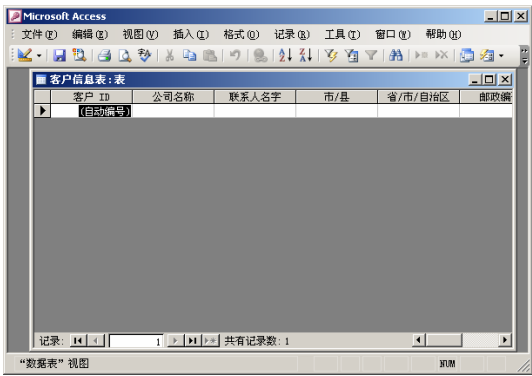 Microsoft Access
文件(F) 编辑(E) 视图(V) 插入(I) 格式(O) 记录(R) 工具(T) 窗口(W) 帮助(H)
客户信息表:表
客户 ID 公司名称 联系人名字 市/县 省/市/自治区 邮政编
(自动编号)
记录: 1 共有记录数: 1
“数据表”视图 NUM